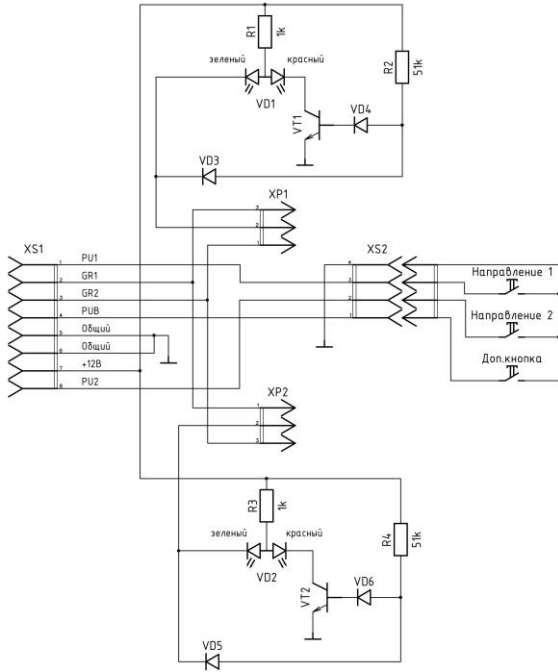 R1
1k
R2
51k
зеленый
красный
VD1
VT1
VD4
VD3
XP1
3
2
1
XS1
XS2
1
PU1
2
GR1
3
GR2
4
PUB
5
Общий
6
Общий
7
+12В
8
PU2
4
3
2
1
Направление 1
Направление 2
Доп.кнопка
XP2
1
2
3
R3
1k
R4
51k
зеленый
красный
VD2
VT2
VD6
VD5